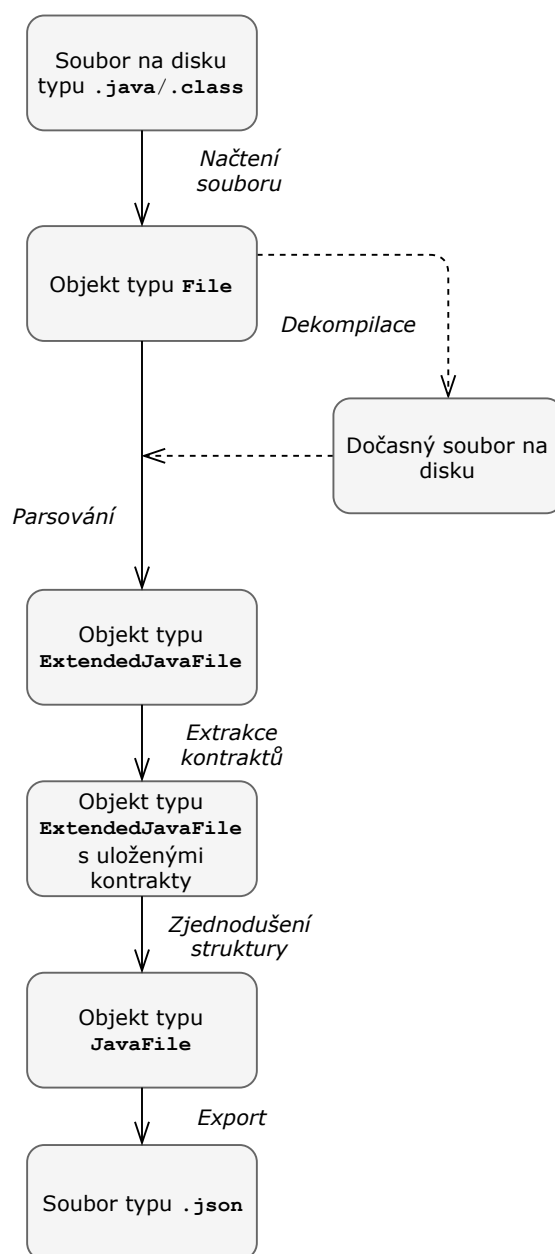 Soubor na disku
typu .java/.class
Načtení
souboru
Objekt typu File
Dekompilace
Dočasný soubor na
disku
Parsování
Objekt typu
ExtendedJavaFile
Extrakce
kontraktů
Objekt typu
ExtendedJavaFile
s uloženými
kontrakty
Zjednodušení
struktury
Objekt typu
JavaFile
Export
Soubor typu .json